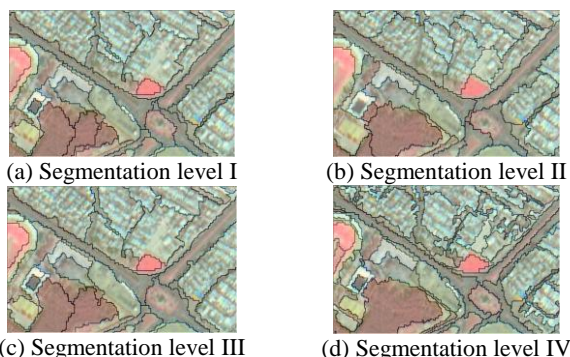 (a) Segmentation level I
(b) Segmentation level II
(c) Segmentation level III
(d) Segmentation level IV